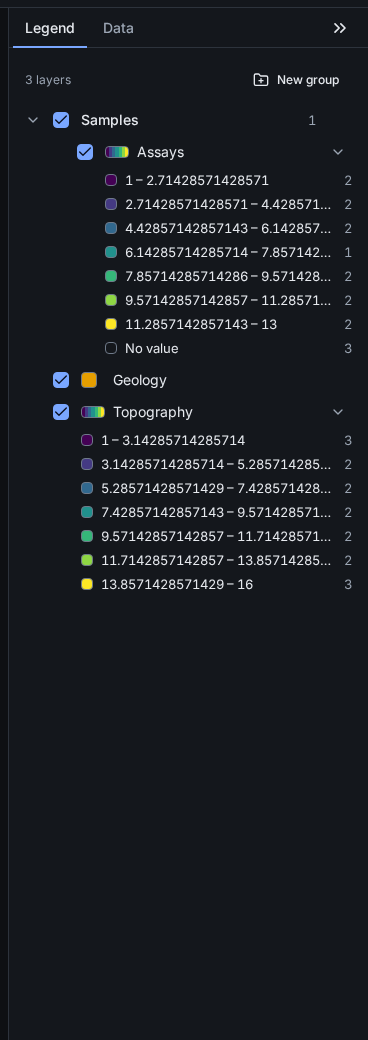 Legend Data
3 layers New group
Samples 1
Assays
1 – 2.71428571428571 2
2.71428571428571 – 4.428571... 2
4.42857142857143 – 6.142857... 2
6.14285714285714 – 7.857142... 1
7.85714285714286 – 9.571428... 2
9.57142857142857 – 11.28571... 2
11.2857142857143 – 13 2
No value 3
Geology
Topography
1 – 3.14285714285714 3
3.14285714285714 – 5.285714285... 2
5.28571428571429 – 7.428571428... 2
7.42857142857143 – 9.571428571... 2
9.57142857142857 – 11.71428571... 2
11.7142857142857 – 13.85714285... 2
13.8571428571429 – 16 3